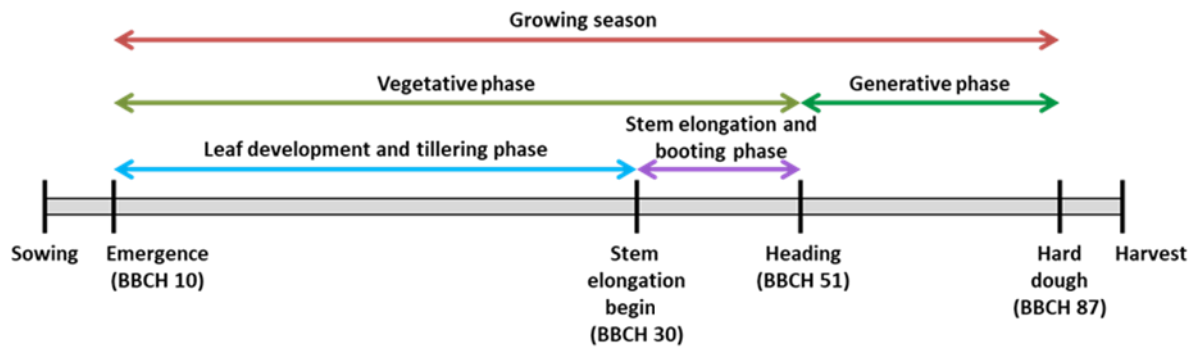 Growing season
Vegetative phase
Generative phase
Stem elongation and
booting phase
Leaf development and tillering phase
Sowing
Emergence
(BBCH 10)
Stem
elongation
begin
(BBCH 30)
Heading
(BBCH 51)
Hard
dough
(BBCH 87)
Harvest